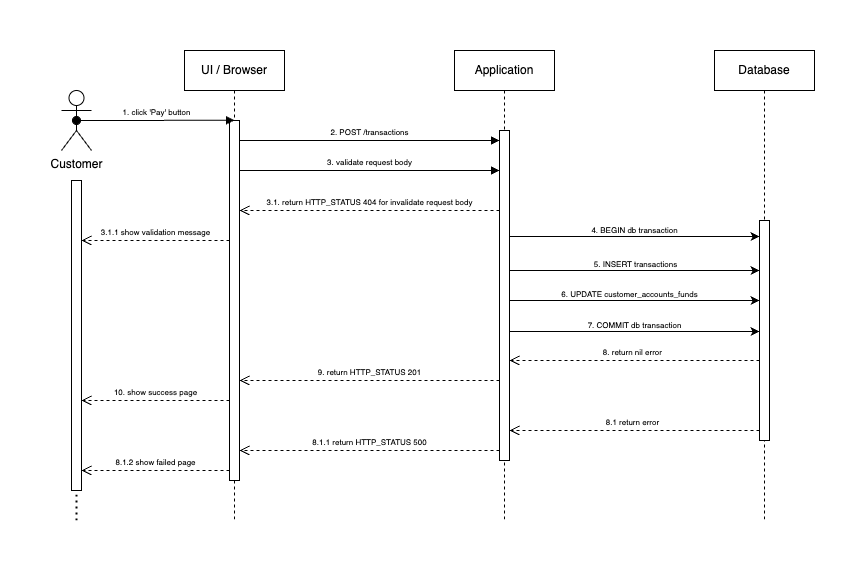 UI / Browser
Application
Database
1. click 'Pay' button
2. POST /transactions
Customer
3. validate request body
3.1. return HTTP_STATUS 404 for invalidate request body
3.1.1 show validation message
4. BEGIN db transaction
5. INSERT transactions
6. UPDATE customer_accounts_funds
7. COMMIT db transaction
8. return nil error
9. return HTTP_STATUS 201
10. show success page
8.1 return error
8.1.1 return HTTP_STATUS 500
8.1.2 show failed page